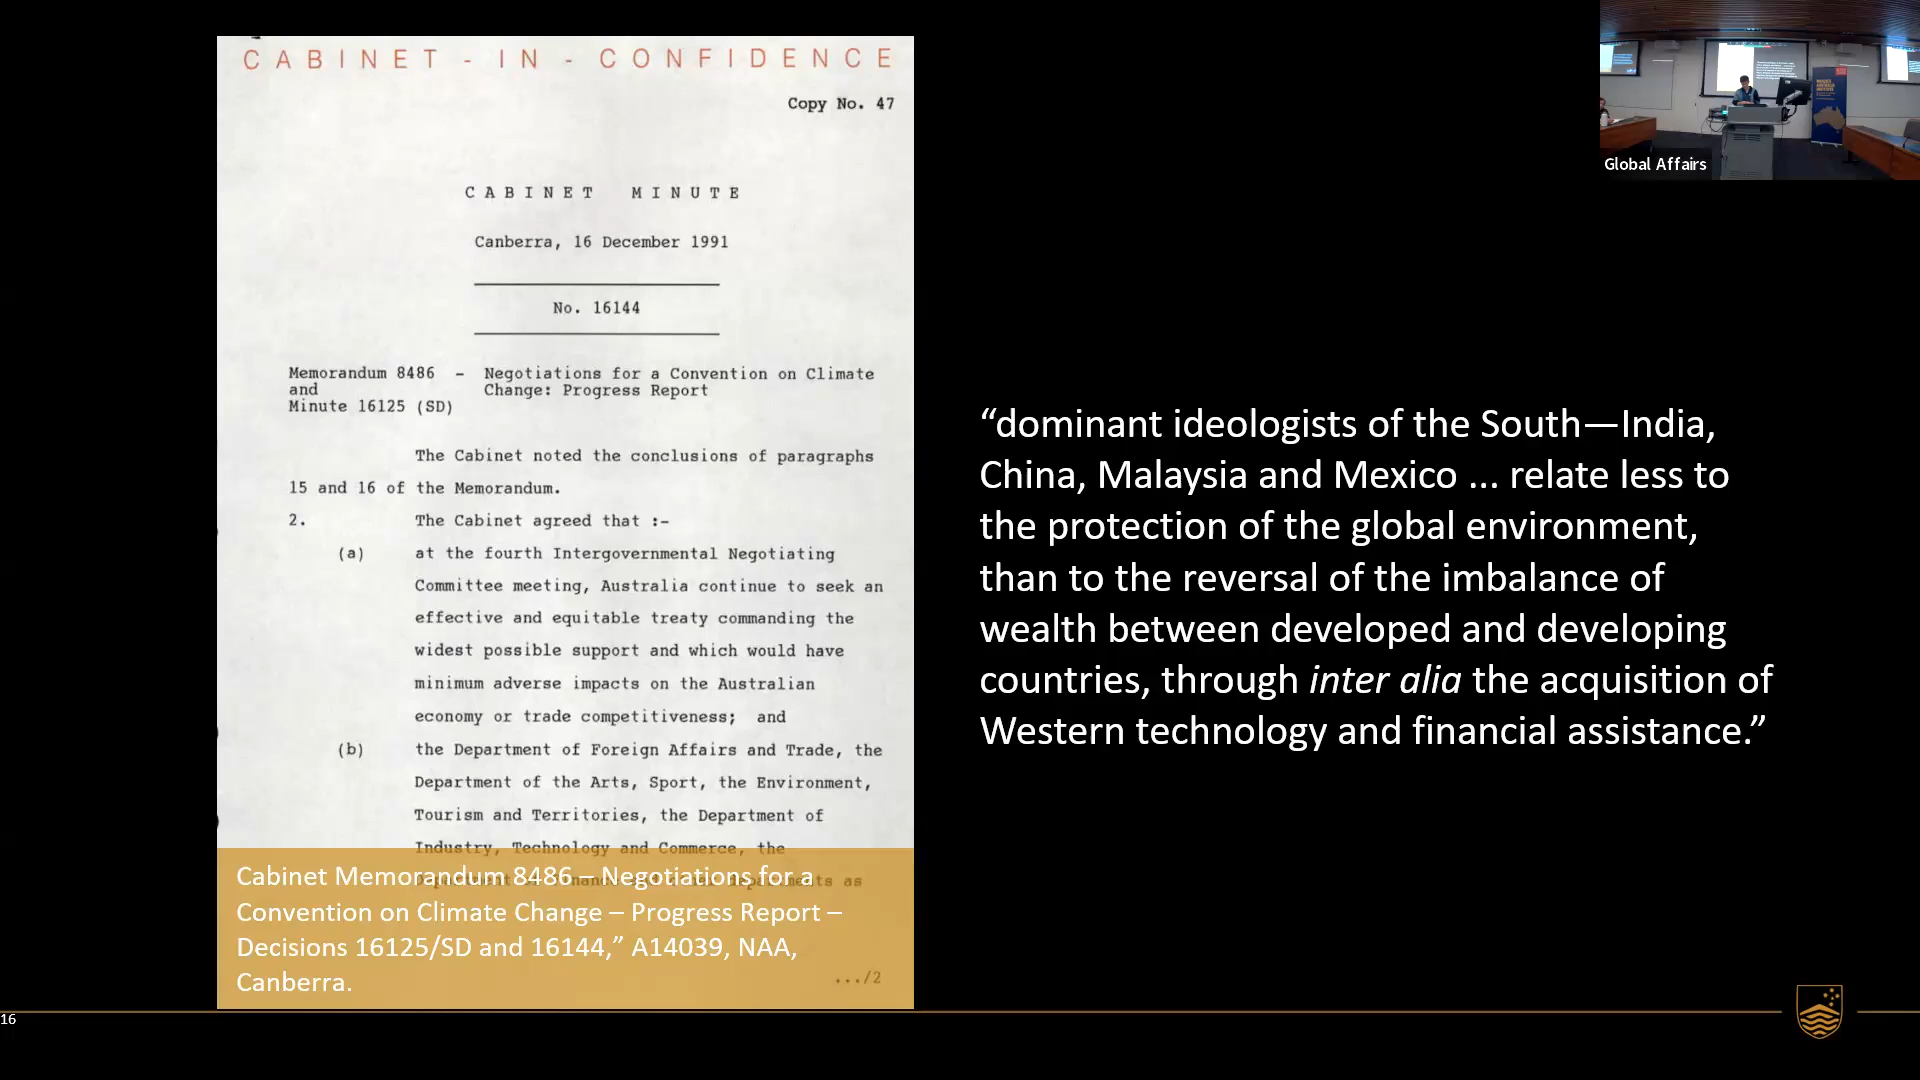 CABINET - IN - CONFIDENCE
Copy No. 47
CABINET MINUTE
Canberra, 16 December 1991
No. 16144
Memorandum 8486 – Negotiations for a Convention on Climate
and Change: Progress Report
Minute 16125 (SD)
The Cabinet noted the conclusions of paragraphs
15 and 16 of the Memorandum.
2. The Cabinet agreed that :-
(a) at the fourth Intergovernmental Negotiating
Committee meeting, Australia continue to seek an
effective and equitable treaty commanding the
widest possible support and which would have
minimum adverse impacts on the Australian
economy or trade competitiveness; and
(b) the Department of Foreign Affairs and Trade, the
Department of the Arts, Sport, the Environment,
Tourism and Territories, the Department of
Industry, Technology and Commerce, the
as
.../2
Cabinet Memorandum 8486 – Negotiations for a
Convention on Climate Change – Progress Report –
Decisions 16125/SD and 16144,” A14039, NAA,
Canberra.
“dominant ideologists of the South—India,
China, Malaysia and Mexico ... relate less to
the protection of the global environment,
than to the reversal of the imbalance of
wealth between developed and developing
countries, through inter alia the acquisition of
Western technology and financial assistance.”
Global Affairs
16